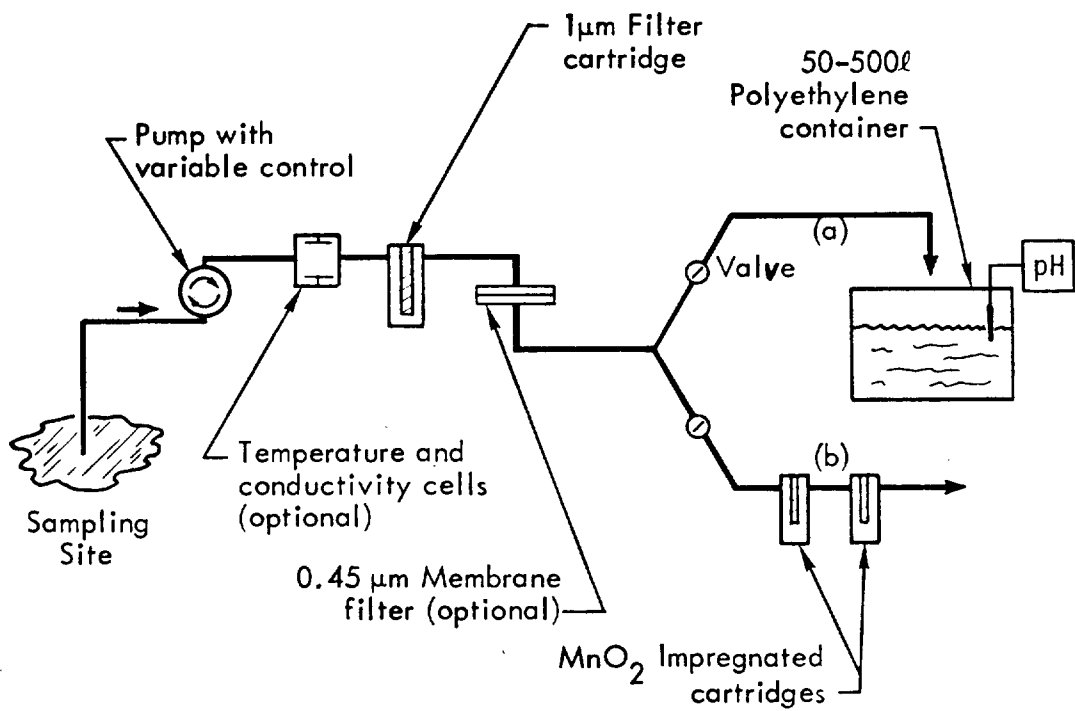 1μm Filter
cartridge
50-500ℓ
Polyethylene
container
Pump with
variable control
(a)
Valve
pH
Temperature and
conductivity cells
(optional)
(b)
Sampling
Site
0.45 μm Membrane
filter (optional)
MnO₂ Impregnated
cartridges